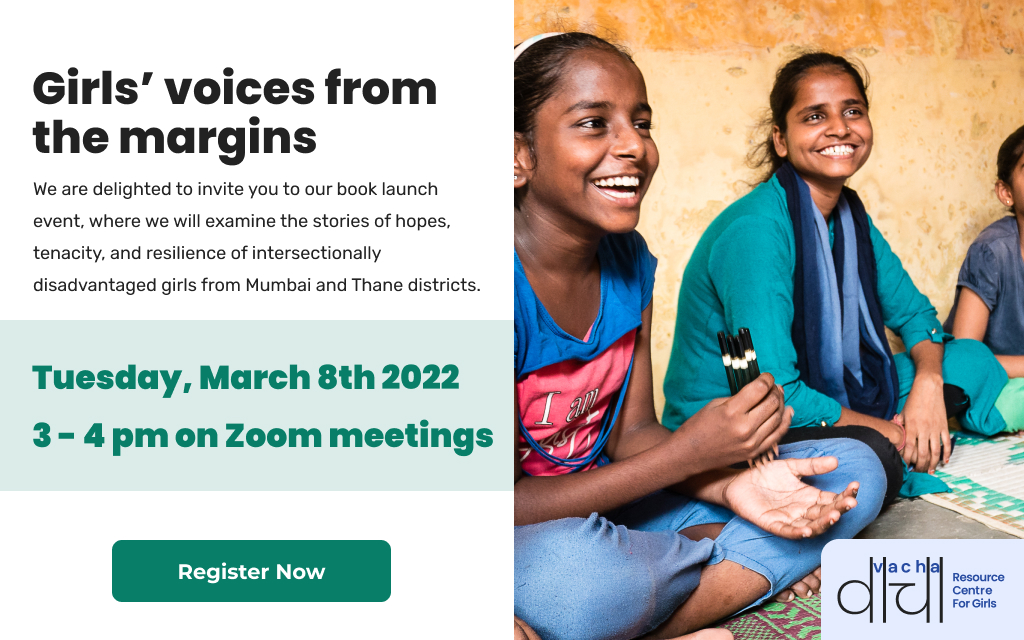 Girls’ voices from
the margins
We are delighted to invite you to our book launch
event, where we will examine the stories of hopes,
tenacity, and resilience of intersectionally
disadvantaged girls from Mumbai and Thane districts.
Tuesday, March 8th 2022
3 – 4 pm on Zoom meetings
Register Now
I am
vacha
वाचा
Resource
Centre
For Girls